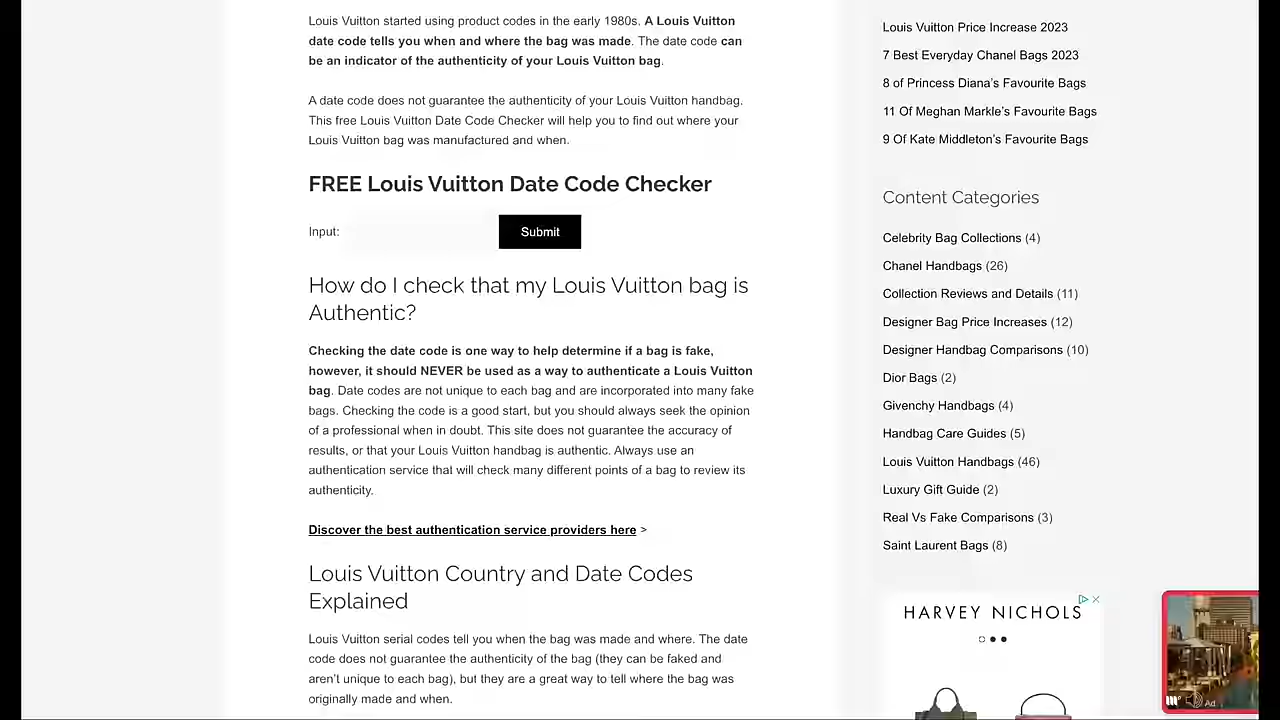 Louis Vuitton started using product codes in the early 1980s. A Louis Vuitton
date code tells you when and where the bag was made. The date code can
be an indicator of the authenticity of your Louis Vuitton bag.
A date code does not guarantee the authenticity of your Louis Vuitton handbag.
This free Louis Vuitton Date Code Checker will help you to find out where your
Louis Vuitton bag was manufactured and when.
FREE Louis Vuitton Date Code Checker
Input:
Submit
How do I check that my Louis Vuitton bag is
Authentic?
Checking the date code is one way to help determine if a bag is fake,
however, it should NEVER be used as a way to authenticate a Louis Vuitton
bag. Date codes are not unique to each bag and are incorporated into many fake
bags. Checking the code is a good start, but you should always seek the opinion
of a professional when in doubt. This site does not guarantee the accuracy of
results, or that your Louis Vuitton handbag is authentic. Always use an
authentication service that will check many different points of a bag to review its
authenticity.
Discover the best authentication service providers here >
Louis Vuitton Country and Date Codes
Explained
Louis Vuitton serial codes tell you when the bag was made and where. The date
code does not guarantee the authenticity of the bag (they can be faked and
aren't unique to each bag), but they are a great way to tell where the bag was
originally made and when.
Louis Vuitton Price Increase 2023
7 Best Everyday Chanel Bags 2023
8 of Princess Diana's Favourite Bags
11 Of Meghan Markle's Favourite Bags
9 Of Kate Middleton's Favourite Bags
Content Categories
Celebrity Bag Collections (4)
Chanel Handbags (26)
Collection Reviews and Details (11)
Designer Bag Price Increases (12)
Designer Handbag Comparisons (10)
Dior Bags (2)
Givenchy Handbags (4)
Handbag Care Guides (5)
Louis Vuitton Handbags (46)
Luxury Gift Guide (2)
Real Vs Fake Comparisons (3)
Saint Laurent Bags (8)
HARVEY NICHOLS
Ad